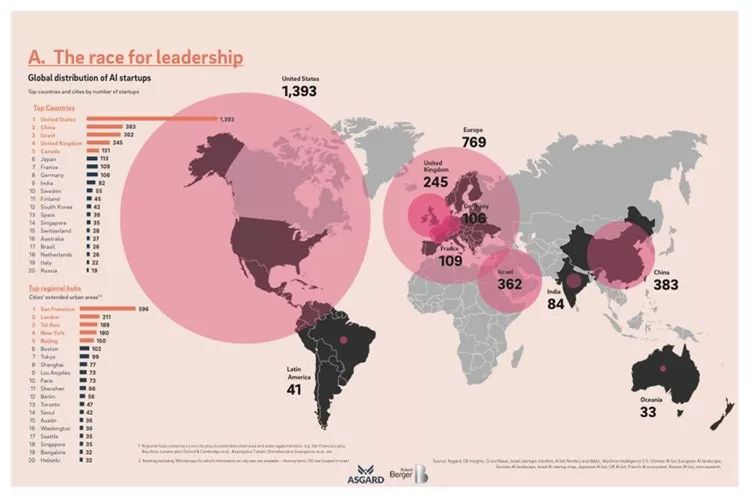 A. The race for leadership
Global distribution of AI startups
Top countries and cities by number of startups
Top Countries
1 United States 1,393
2 China 383
3 Israel 362
4 United Kingdom 245
5 Canada 131
6 Japan 113
7 France 109
8 Germany 106
9 India 82
10 Sweden 55
11 Finland 45
12 South Korea 42
13 Spain 39
14 Singapore 35
15 Switzerland 28
16 Australia 27
17 Brazil 26
18 Netherlands 26
19 Italy 22
20 Russia 19
Top regional hubs
Cities' extended urban areas¹·²
1 San Francisco 596
2 London 211
3 Tel Aviv 189
4 New York 180
5 Beijing 150
6 Boston 102
7 Tokyo 99
8 Shanghai 77
9 Los Angeles 73
10 Paris 73
11 Shenzhen 66
12 Berlin 56
13 Toronto 47
14 Seoul 42
15 Austin 36
16 Washington 36
17 Seattle 35
18 Singapore 35
19 Bangalore 32
20 Helsinki 32
United States
1,393
Europe
769
United
Kingdom
245
Germany
106
France
109
Israel
362
India
84
China
383
Latin
America
41
Oceania
33
1 Regional hubs comprise a core city plus its extended urban area and/or agglomeration, e.g. San Francisco plus
Bay Area, London plus Oxford & Cambridge et al., Beijing plus Tianjin, Shenzhen plus Guangzhou et al., etc.
2 Ranking excluding 960 startups for which information on city was not available – Among them, 130 are located in Israel
Source: Asgard, CB Insights, Crunchbase, Israel startups shortlist, AI list Nordics and Baltic, Machine Intelligence 3.0, Chinese AI list, European AI landscape,
German AI landscape, Israel AI startup map, Japanese AI list, UK AI list, French AI ecosystem, Korean AI list, own research
ASGARD
Roland
Berger
B